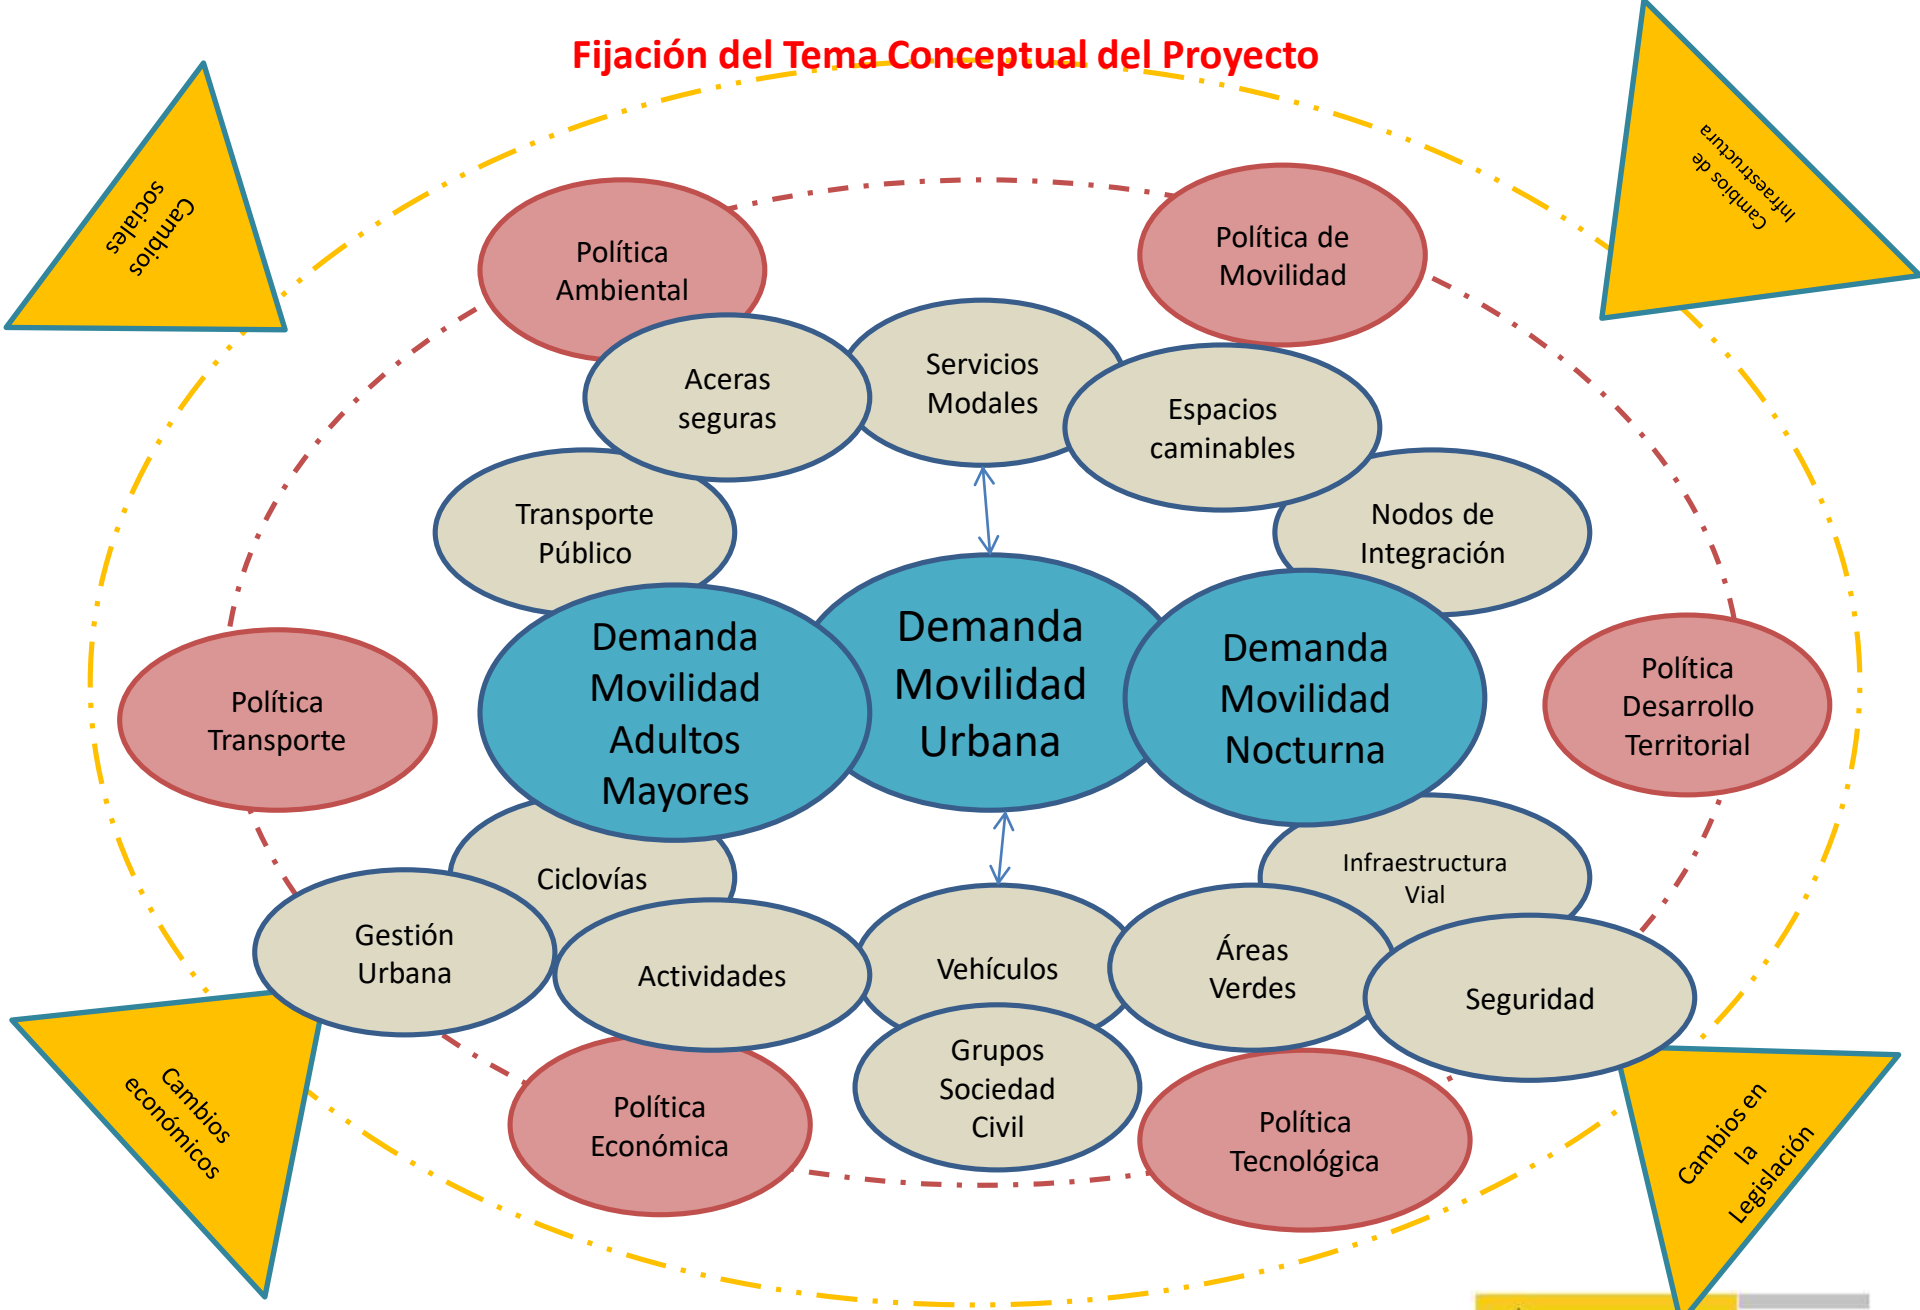 Fijación del Tema Conceptual del Proyecto
Cambios
sociales
Cambios de
Infraestructura
Política
Ambiental
Política de
Movilidad
Aceras
seguras
Servicios
Modales
Espacios
caminables
Transporte
Público
Nodos de
Integración
Demanda
Movilidad
Adultos
Mayores
Demanda
Movilidad
Urbana
Demanda
Movilidad
Nocturna
Política
Transporte
Política
Desarrollo
Territorial
Ciclovías
Infraestructura
Vial
Gestión
Urbana
Actividades
Vehículos
Áreas
Verdes
Seguridad
Grupos
Sociedad
Civil
Política
Económica
Política
Tecnológica
Cambios
económicos
Cambios en
la
Legislación